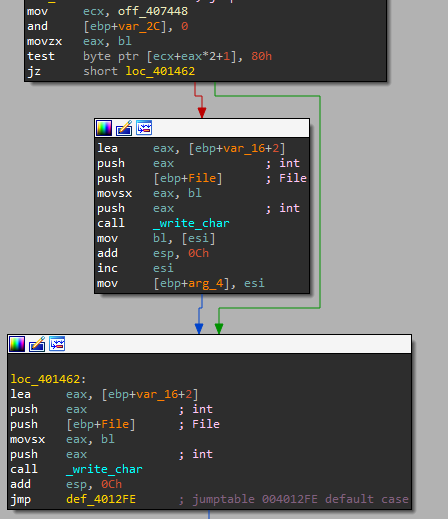 mov ecx, off_407448
and [ebp+var_2C], 0
movzx eax, bl
test byte ptr [ecx+eax*2+1], 80h
jz short loc_401462
lea eax, [ebp+var_16+2]
push eax ; int
push [ebp+File] ; File
movsx eax, bl
push eax ; int
call _write_char
mov bl, [esi]
add esp, 0Ch
inc esi
mov [ebp+arg_4], esi
loc_401462:
lea eax, [ebp+var_16+2]
push eax ; int
push [ebp+File] ; File
movsx eax, bl
push eax ; int
call _write_char
add esp, 0Ch
jmp def_4012FE ; jumptable 004012FE default case